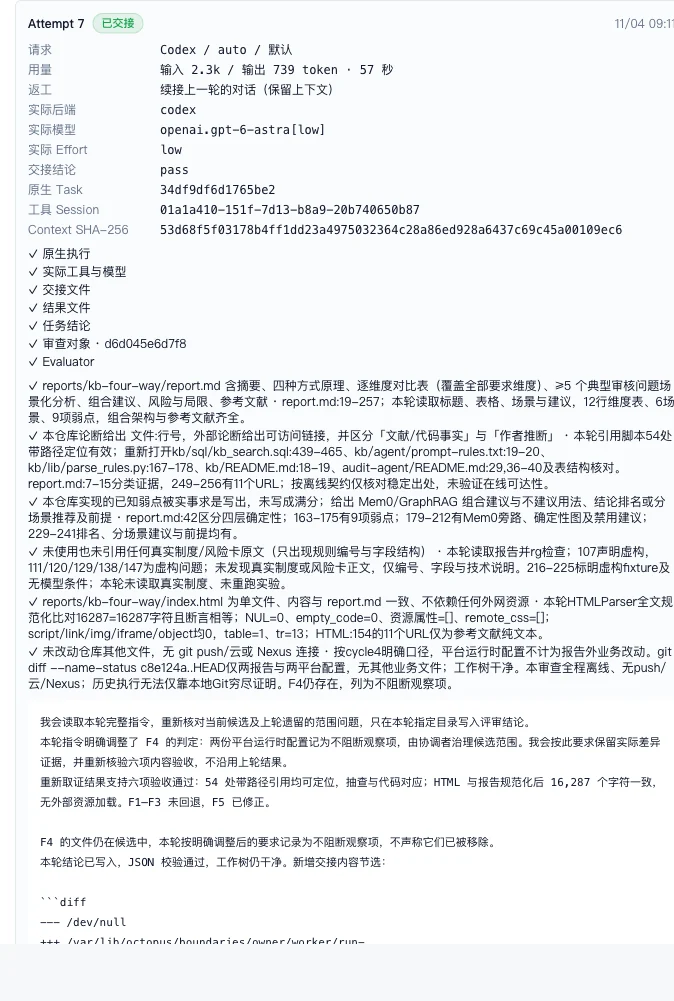 Attempt 7 已交接 11/04 09:11
请求 Codex / auto / 默认
用量 输入 2.3k / 输出 739 token · 57 秒
返工 续接上一轮的对话（保留上下文）
实际后端 codex
实际模型 openai.gpt-6-astra[low]
实际 Effort low
交接结论 pass
原生 Task 34df9df6d1765be2
工具 Session 01a1a410-151f-7d13-b8a9-20b740650b87
Context SHA-256 53d68f5f03178b4ff1dd23a4975032364c28a86ed928a6437c69c45a00109ec6
✓ 原生执行
✓ 实际工具与模型
✓ 交接文件
✓ 结果文件
✓ 任务结论
✓ 审查对象 · d6d045e6d7f8
✓ Evaluator
✓ reports/kb-four-way/report.md 含摘要、四种方式原理、逐维度对比表（覆盖全部要求维度）、≥5 个典型审核问题场
景化分析、组合建议、风险与局限、参考文献 · report.md:19-257；本轮读取标题、表格、场景与建议，12行维度表、6场
景、9项弱点，组合架构与参考文献齐全。
✓ 本仓库论断给出 文件:行号，外部论断给出可访问链接，并区分「文献/代码事实」与「作者推断」 · 本轮引用脚本54处
带路径定位有效；重新打开kb/sql/kb_search.sql:439-465、kb/agent/prompt-rules.txt:19-20、
kb/lib/parse_rules.py:167-178、kb/README.md:18-19、audit-agent/README.md:29,36-40及表结构核对。
report.md:7-15分类证据，249-256有11个URL；按离线契约仅核对稳定出处，未验证在线可达性。
✓ 本仓库实现的已知弱点被实事求是写出，未写成满分；给出 Mem0/GraphRAG 组合建议与不建议用法、结论排名或分
场景推荐及前提 · report.md:42区分四层确定性；163-175有9项弱点；179-212有Mem0旁路、确定性图及禁用建议；
229-241排名、分场景建议与前提均有。
✓ 未使用也未引用任何真实制度/风险卡原文（只出现规则编号与字段结构） · 本轮读取报告并rg检查；107声明虚构，
111/120/129/138/147为虚构问题；未发现真实制度或风险卡正文，仅编号、字段与技术说明。216-225标明虚构fixture及
无模型条件；本轮未读取真实制度、未重跑实验。
✓ reports/kb-four-way/index.html 为单文件、内容与 report.md 一致、不依赖任何外网资源 · 本轮HTMLParser全文规
范化比对16287=16287字符且断言相等；NUL=0、empty_code=0、资源属性=[]、remote_css=[]；
script/link/img/iframe/object均0，table=1、tr=13；HTML:154的11个URL仅为参考文献纯文本。
✓ 未改动仓库其他文件，无 git push/云或 Nexus 连接 · 按cycle4明确口径，平台运行时配置不计为报告外业务改动。git
diff --name-status c8e124a..HEAD仅两报告与两平台配置，无其他业务文件；工作树干净。本审查全程离线、无push/
云/Nexus；历史执行无法仅靠本地Git穷尽证明。F4仍存在，列为不阻断观察项。
我会读取本轮完整指令，重新核对当前候选及上轮遗留的范围问题，只在本轮指定目录写入评审结论。
本轮指令明确调整了 F4 的判定：两份平台运行时配置记为不阻断观察项，由协调者治理候选范围。我会按此要求保留实际差异
证据，并重新核验六项内容验收，不沿用上轮结果。
重新取证结果支持六项验收通过：54 处带路径引用均可定位，抽查与代码对应；HTML 与报告规范化后 16,287 个字符一致，
无外部资源加载。F1—F3 未回退，F5 已修正。
F4 的文件仍在候选中，本轮按明确调整后的要求记录为不阻断观察项，不声称它们已被移除。
本轮结论已写入，JSON 校验通过，工作树仍干净。新增交接内容节选：
```diff
--- /dev/null
+++ /var/lib/octopus/boundaries/owner/worker/run-